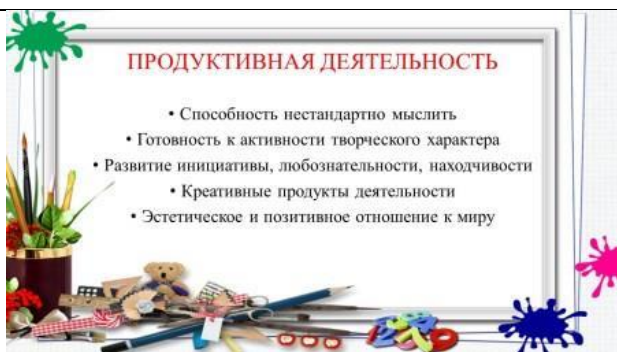 ПРОДУКТИВНАЯ ДЕЯТЕЛЬНОСТЬ
• Способность нестандартно мыслить
• Готовность к активности творческого характера
• Развитие инициативы, любознательности, находчивости
• Креативные продукты деятельности
• Эстетическое и позитивное отношение к миру